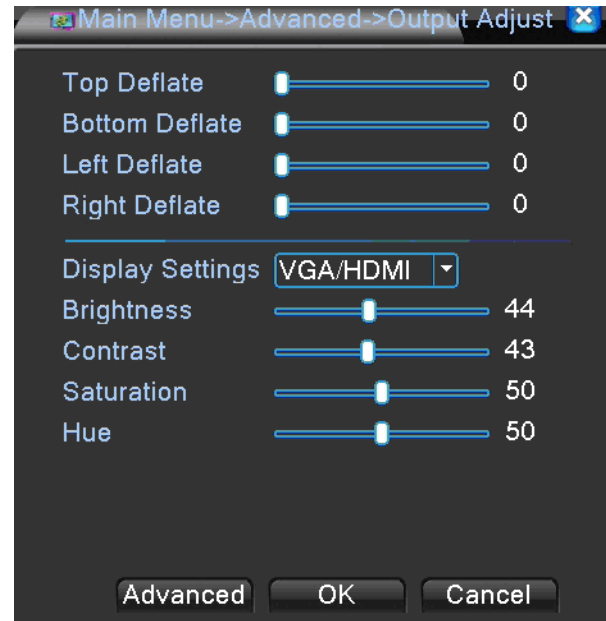 Main Menu->Advanced->Output Adjust
Top Deflate 0
Bottom Deflate 0
Left Deflate 0
Right Deflate 0
Display Settings VGA/HDMI
Brightness 44
Contrast 43
Saturation 50
Hue 50
Advanced OK Cancel